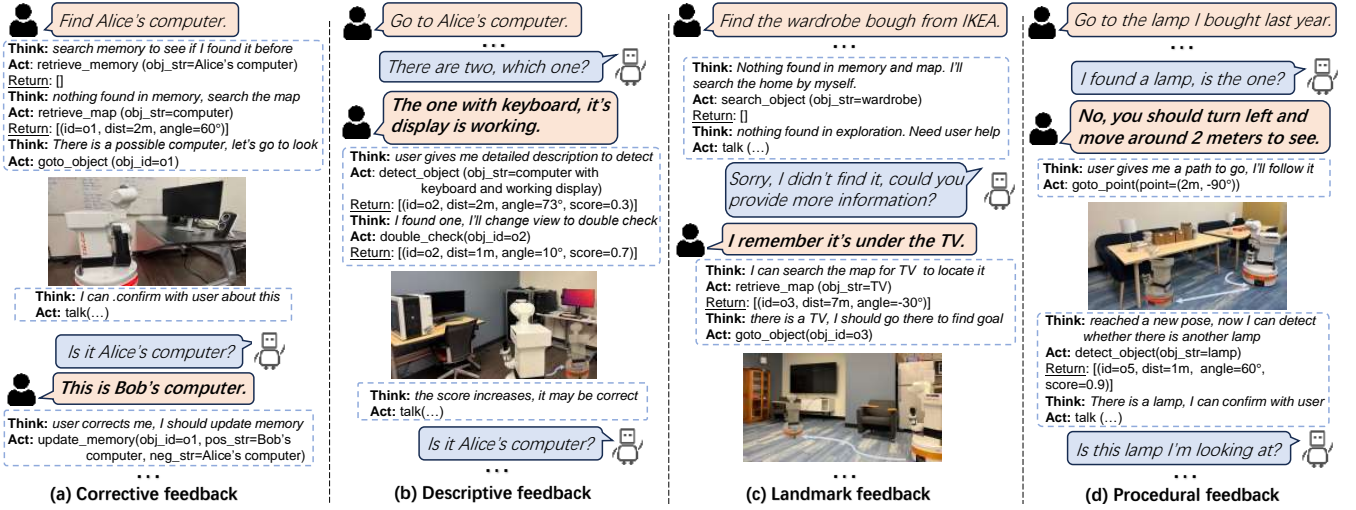 Find Alice's computer.
Think: search memory to see if I found it before
Act: retrieve_memory (obj_str=Alice's computer)
Return: []
Think: nothing found in memory, search the map
Act: retrieve_map (obj_str=computer)
Return: [(id=o1, dist=2m, angle=60°)]
Think: There is a possible computer, let's go to look
Act: goto_object (obj_id=o1)
Think: I can .confirm with user about this
Act: talk(…)
Is it Alice's computer?
This is Bob's computer.
Think: user corrects me, I should update memory
Act: update_memory(obj_id=o1, pos_str=Bob's
computer, neg_str=Alice's computer)
...
(a) Corrective feedback
Go to Alice's computer.
...
There are two, which one?
The one with keyboard, it's
display is working.
Think: user gives me detailed description to detect
Act: detect_object (obj_str=computer with
keyboard and working display)
Return: [(id=o2, dist=2m, angle=73°, score=0.3)]
Think: I found one, I'll change view to double check
Act: double_check(obj_id=o2)
Return: [(id=o2, dist=1m, angle=10°, score=0.7)]
Think: the score increases, it may be correct
Act: talk(…)
Is it Alice's computer?
...
(b) Descriptive feedback
Find the wardrobe bough from IKEA.
...
Think: Nothing found in memory and map. I'll
search the home by myself.
Act: search_object (obj_str=wardrobe)
Return: []
Think: nothing found in exploration. Need user help
Act: talk (…)
Sorry, I didn't find it, could you
provide more information?
I remember it's under the TV.
Think: I can search the map for TV to locate it
Act: retrieve_map (obj_str=TV)
Return: [(id=o3, dist=7m, angle=-30°)]
Think: there is a TV, I should go there to find goal
Act: goto_object(obj_id=o3)
...
(c) Landmark feedback
Go to the lamp I bought last year.
...
I found a lamp, is the one?
No, you should turn left and
move around 2 meters to see.
Think: user gives me a path to go, I'll follow it
Act: goto_point(point=(2m, -90°))
Think: reached a new pose, now I can detect
whether there is another lamp
Act: detect_object(obj_str=lamp)
Return: [(id=o5, dist=1m, angle=60°,
score=0.9)]
Think: There is a lamp, I can confirm with user
Act: talk (…)
Is this lamp I'm looking at?
...
(d) Procedural feedback